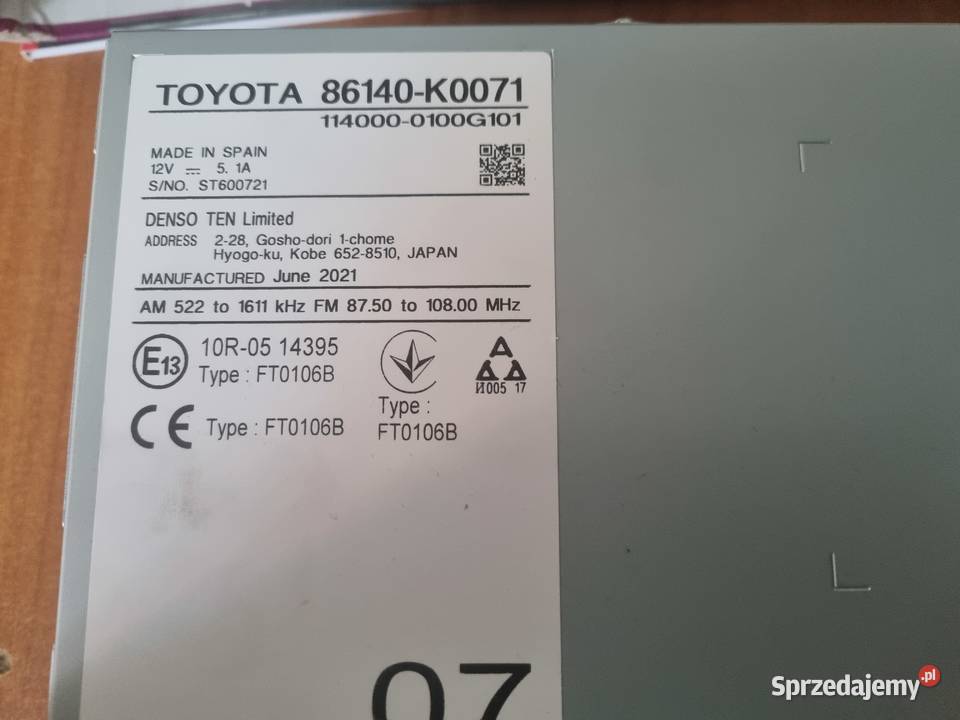 TOYOTA 86140-K0071
114000-0100G101
MADE IN SPAIN
12V ⎓ 5.1A
S/NO. ST600721
DENSO TEN Limited
ADDRESS 2-28, Gosho-dori 1-chome
Hyogo-ku, Kobe 652-8510, JAPAN
MANUFACTURED June 2021
AM 522 to 1611 kHz FM 87.50 to 108.00 MHz
E13 10R-05 14395
Type : FT0106B
CE Type : FT0106B
Type :
FT0106B
И005 17
07
Sprzedajemy.pl